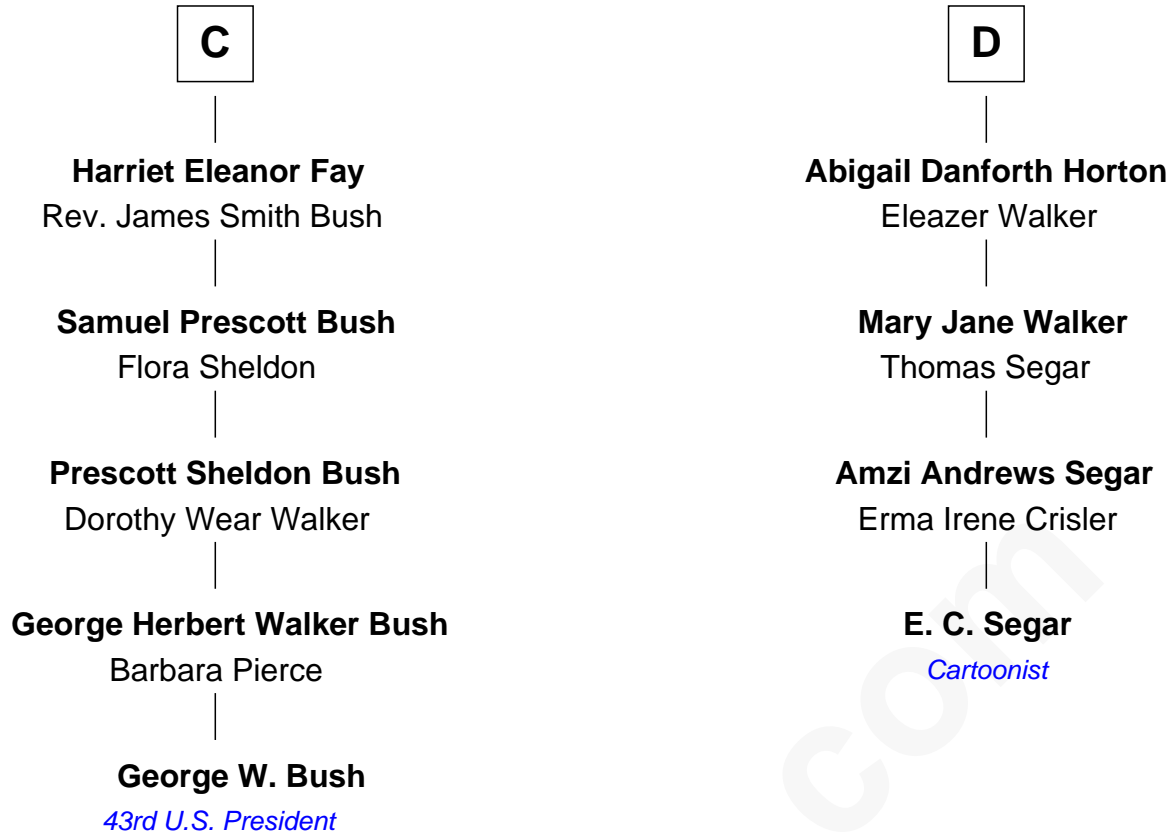 C
Harriet Eleanor Fay
Rev. James Smith Bush
Samuel Prescott Bush
Flora Sheldon
Prescott Sheldon Bush
Dorothy Wear Walker
George Herbert Walker Bush
Barbara Pierce
George W. Bush
43rd U.S. President
D
Abigail Danforth Horton
Eleazer Walker
Mary Jane Walker
Thomas Segar
Amzi Andrews Segar
Erma Irene Crisler
E. C. Segar
Cartoonist
com